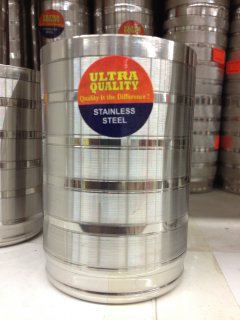 ULTRA
QUALITY
Quality is the Difference!
STAINLESS
STEEL